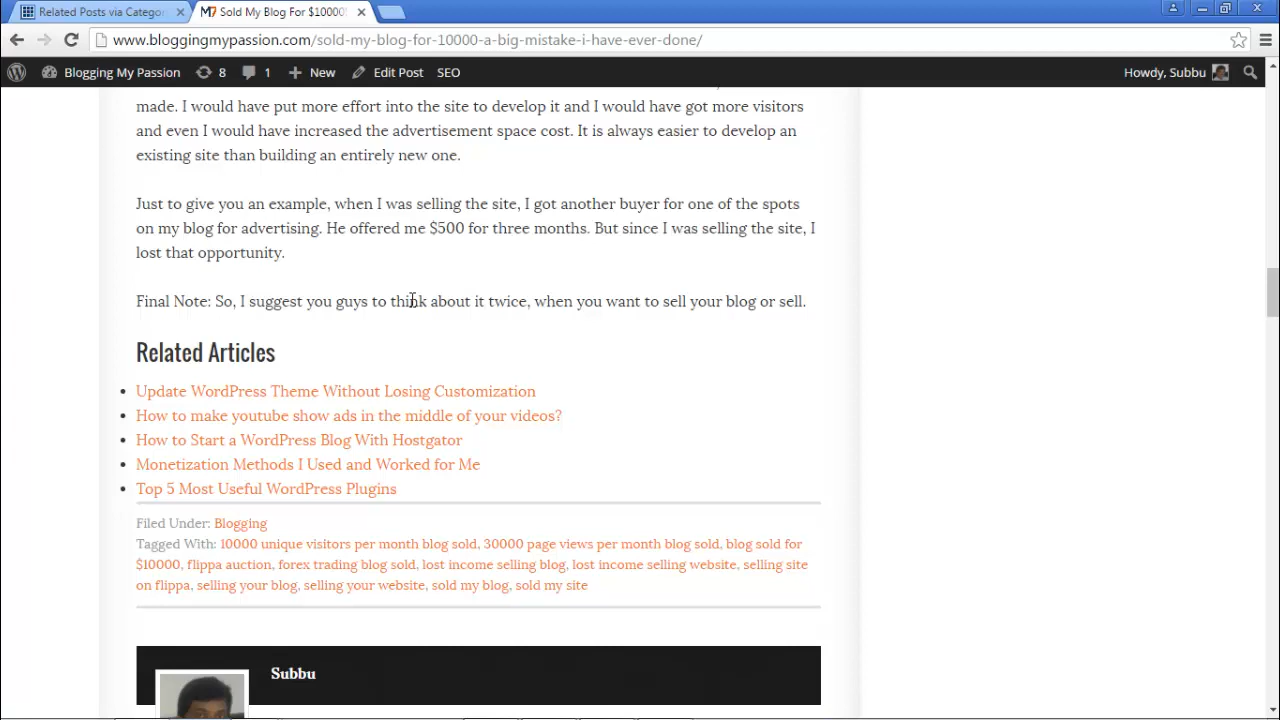 Related Posts via Categor
Sold My Blog For $10000
www.bloggingmypassion.com/sold-my-blog-for-10000-a-big-mistake-i-have-ever-done/
Blogging My Passion 8 1 New Edit Post SEO Howdy, Subbu
made. I would have put more effort into the site to develop it and I would have got more visitors
and even I would have increased the advertisement space cost. It is always easier to develop an
existing site than building an entirely new one.
Just to give you an example, when I was selling the site, I got another buyer for one of the spots
on my blog for advertising. He offered me $500 for three months. But since I was selling the site, I
lost that opportunity.
Final Note: So, I suggest you guys to think about it twice, when you want to sell your blog or sell.
Related Articles
• Update WordPress Theme Without Losing Customization
• How to make youtube show ads in the middle of your videos?
• How to Start a WordPress Blog With Hostgator
• Monetization Methods I Used and Worked for Me
• Top 5 Most Useful WordPress Plugins
Filed Under: Blogging
Tagged With: 10000 unique visitors per month blog sold, 30000 page views per month blog sold, blog sold for
$10000, flippa auction, forex trading blog sold, lost income selling blog, lost income selling website, selling site
on flippa, selling your blog, selling your website, sold my blog, sold my site
Subbu